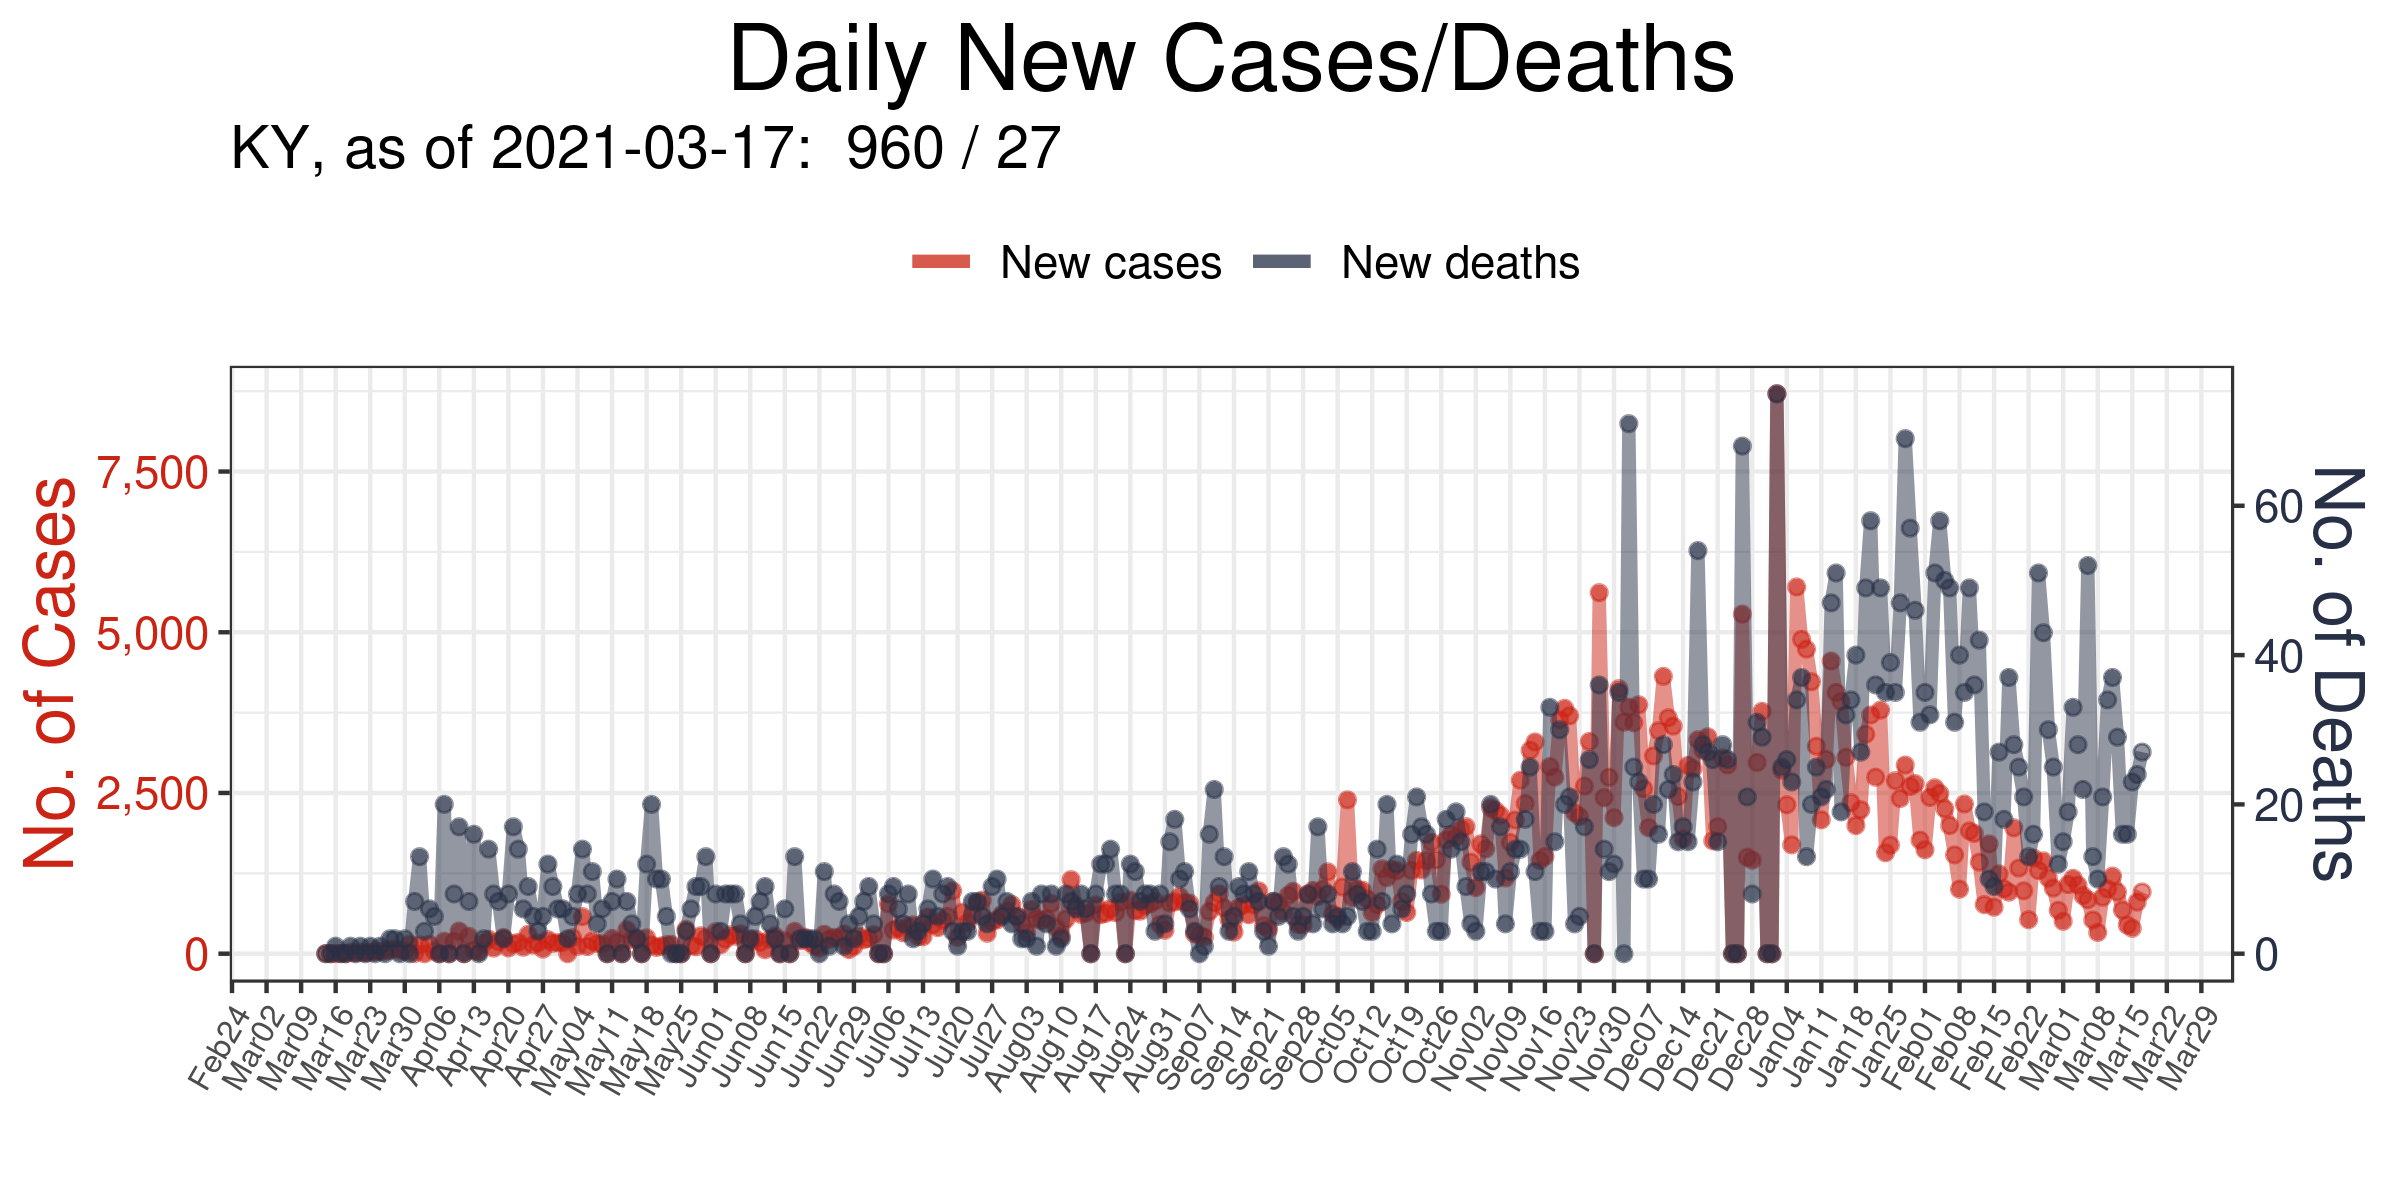 Daily New Cases/Deaths
KY, as of 2021-03-17:  960 / 27
New cases
New deaths
No. of Cases
7,500
5,000
2,500
0
60
40
20
0
No. of Deaths
Feb24
Mar02
Mar09
Mar16
Mar23
Mar30
Apr06
Apr13
Apr20
Apr27
May04
May11
May18
May25
Jun01
Jun08
Jun15
Jun22
Jun29
Jul06
Jul13
Jul20
Jul27
Aug03
Aug10
Aug17
Aug24
Aug31
Sep07
Sep14
Sep21
Sep28
Oct05
Oct12
Oct19
Oct26
Nov02
Nov09
Nov16
Nov23
Nov30
Dec07
Dec14
Dec21
Dec28
Jan04
Jan11
Jan18
Jan25
Feb01
Feb08
Feb15
Feb22
Mar01
Mar08
Mar15
Mar22
Mar29